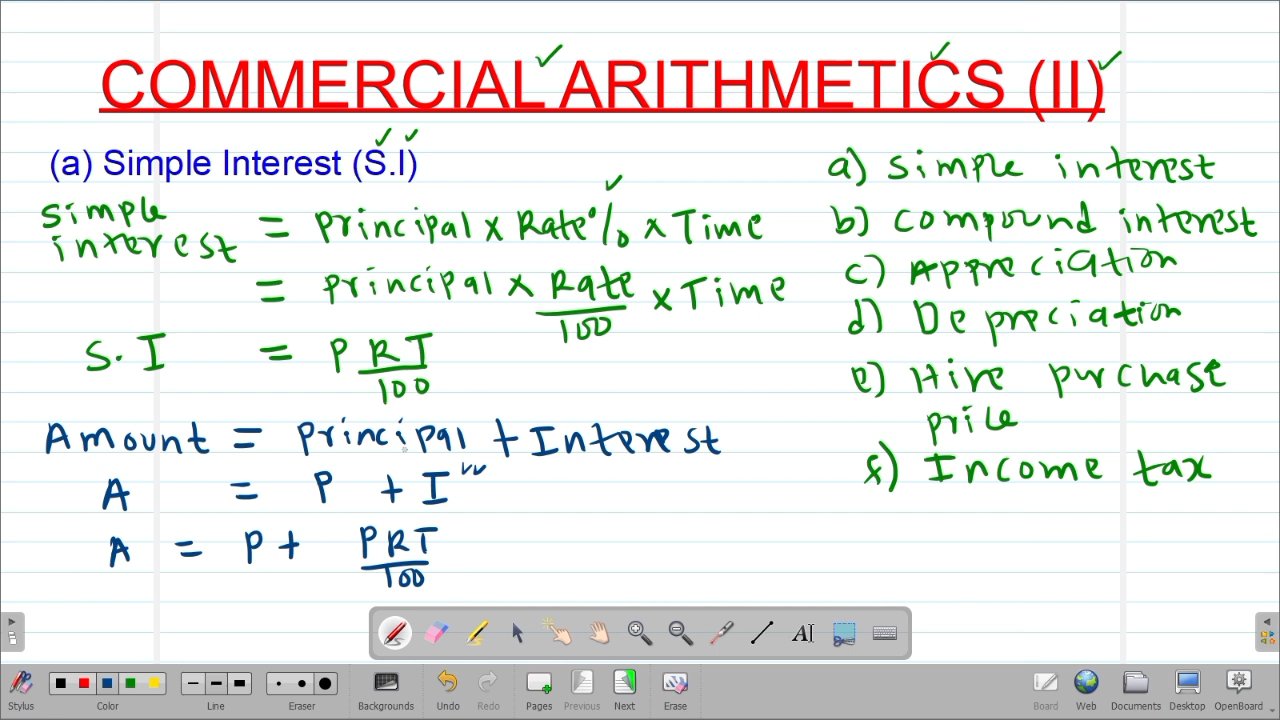 COMMERCIAL ARITHMETICS (II)
(a) Simple Interest (S.I)
simple interest = principal x Rate% x Time
= principal x Rate/100 x Time
S.I = PRT/100
Amount = principal + Interest
A = P + I
A = P + PRT/100
a) simple interest
b) compound interest
c) Appreciation
d) Depreciation
e) Hire purchase
price
f) Income tax
Stylus
Color
Line
Eraser
Backgrounds
Undo
Redo
Pages
Previous
Next
Erase
Board
Web
Documents
Desktop
OpenBoard